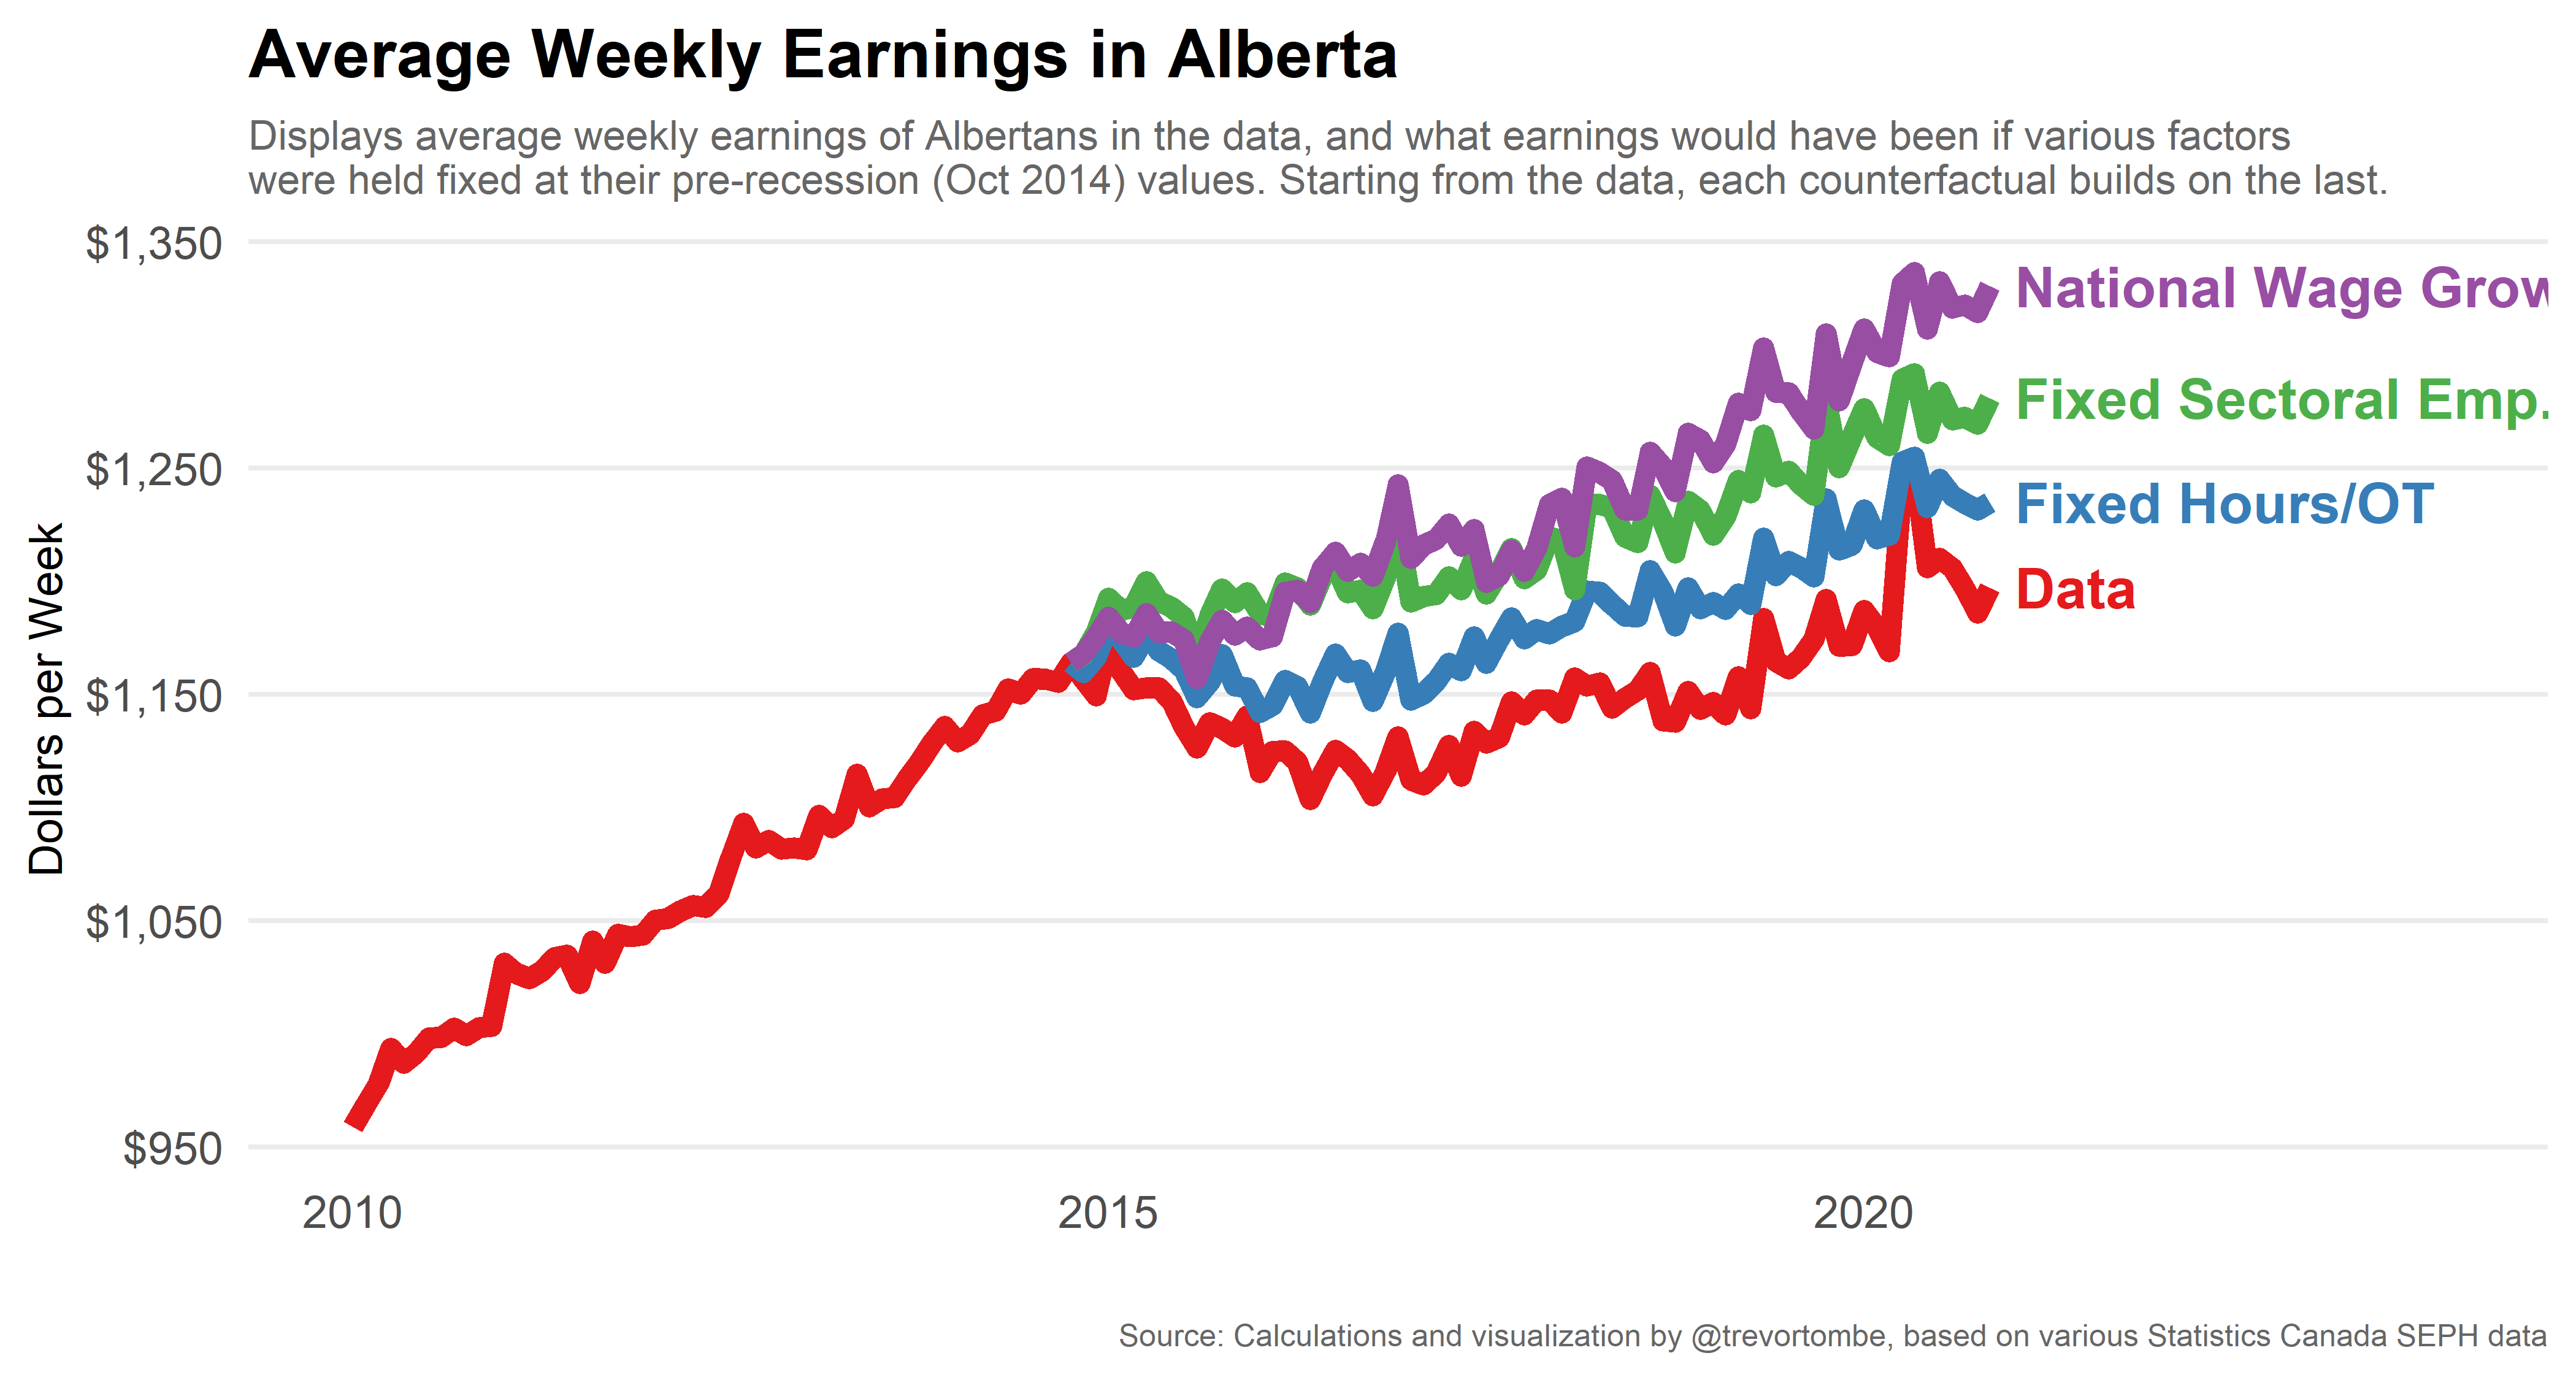 Average Weekly Earnings in Alberta
Displays average weekly earnings of Albertans in the data, and what earnings would have been if various factors
were held fixed at their pre-recession (Oct 2014) values. Starting from the data, each counterfactual builds on the last.
$1,350
National Wage Grow
Fixed Sectoral Emp.
$1,250
Fixed Hours/OT
Data
$1,150
Dollars per Week
$1,050
$950
2010
2015
2020
Source: Calculations and visualization by @trevortombe, based on various Statistics Canada SEPH data